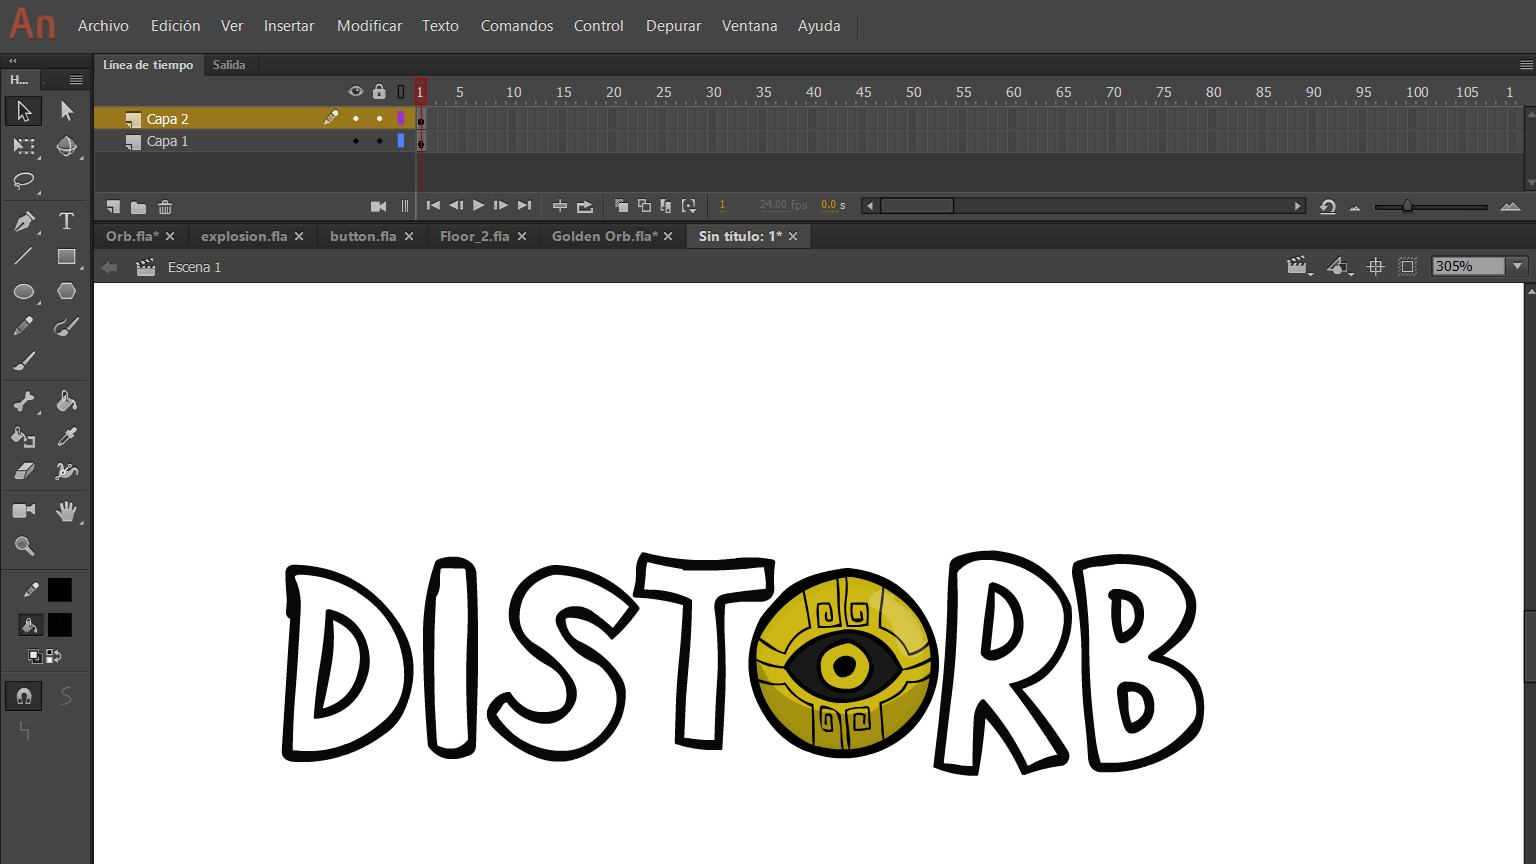 An Archivo Edición Ver Insertar Modificar Texto Comandos Control Depurar Ventana Ayuda
H...
Línea de tiempo Salida
1 5 10 15 20 25 30 35 40 45 50 55 60 65 70 75 80 85 90 95 100 105 1
Capa 2
Capa 1
1 24.00 fps 0.0 s
Orb.fla* explosion.fla button.fla Floor_2.fla Golden Orb.fla* Sin título: 1*
Escena 1 305%
DISTORB